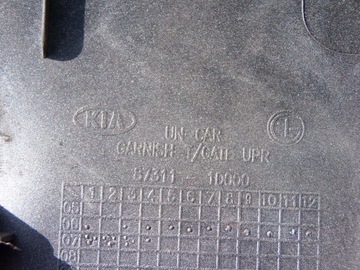 KIA
UN CAR
GARNISH T/GATE UPR
87311 - 1D000
1 2 3 4 5 6 7 8 9 10 11 12
05
06
07
08